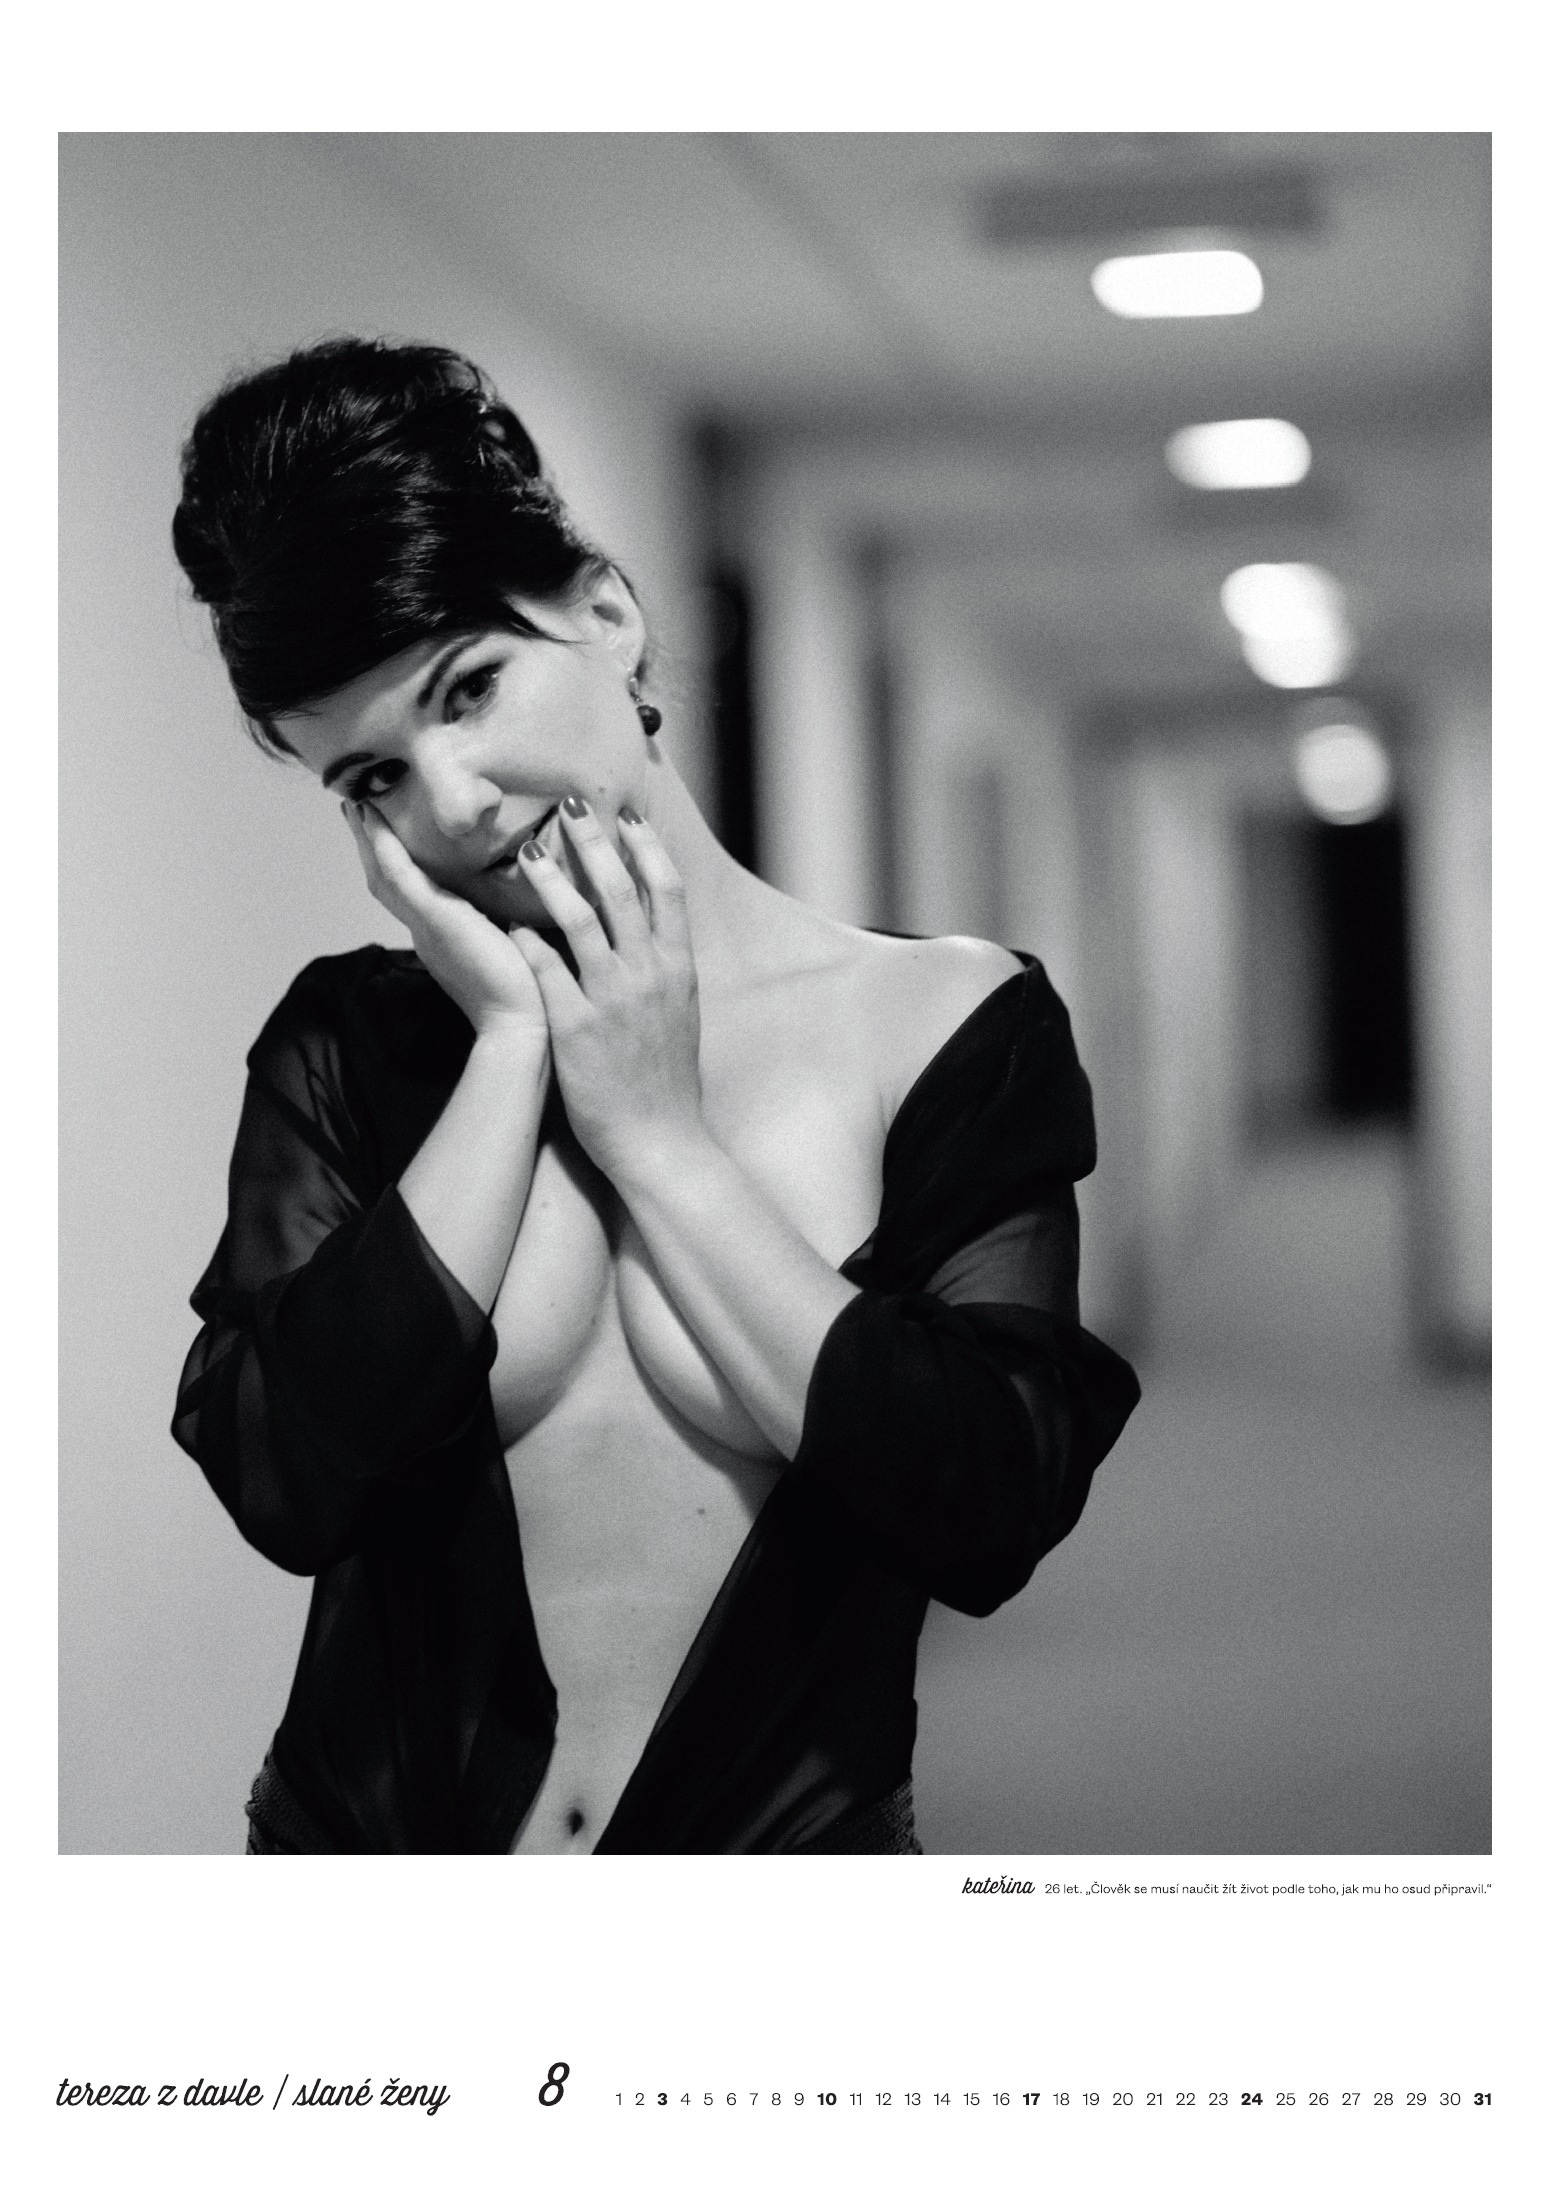 kateřina 26 let. „Člověk se musí naučit žít život podle toho, jak mu ho osud připravil.“
tereza z davle / slané ženy 8 1 2 3 4 5 6 7 8 9 10 11 12 13 14 15 16 17 18 19 20 21 22 23 24 25 26 27 28 29 30 31